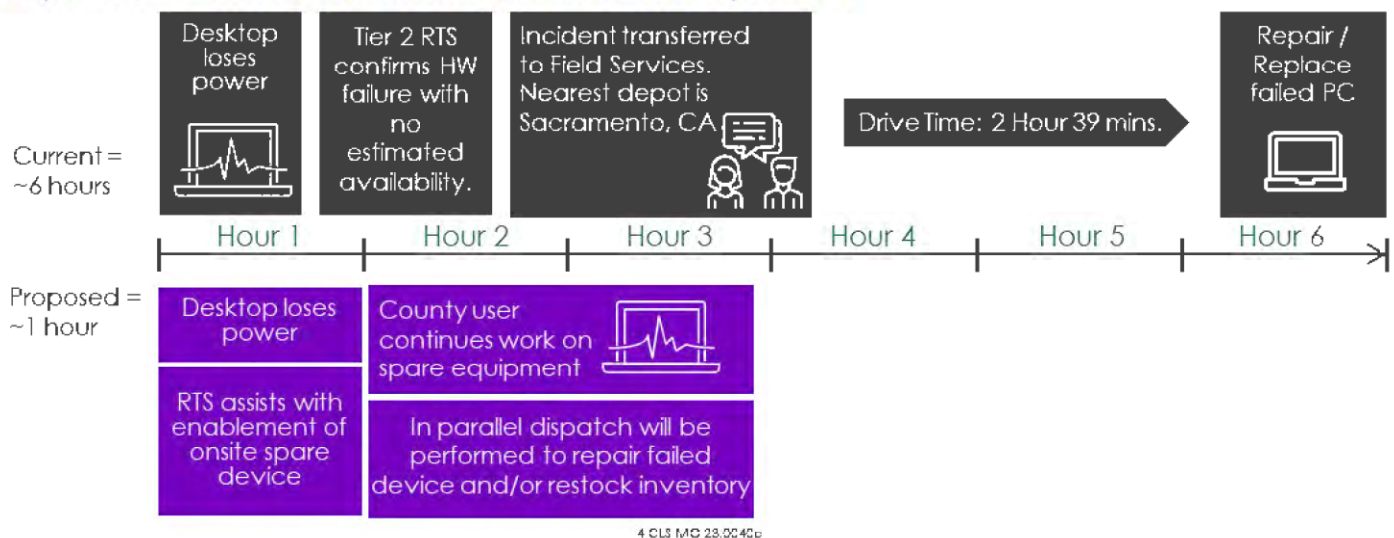 Desktop
loses
power
Tier 2 RTS
confirms HW
failure with
no
estimated
availability.
Incident transferred
to Field Services.
Nearest depot is
Sacramento, CA
Drive Time: 2 Hour 39 mins.
Repair /
Replace
failed PC
Current =
~6 hours
Hour 1
Hour 2
Hour 3
Hour 4
Hour 5
Hour 6
Proposed =
~1 hour
Desktop loses
power
RTS assists with
enablement of
onsite spare
device
County user
continues work on
spare equipment
In parallel dispatch will be
performed to repair failed
device and/or restock inventory